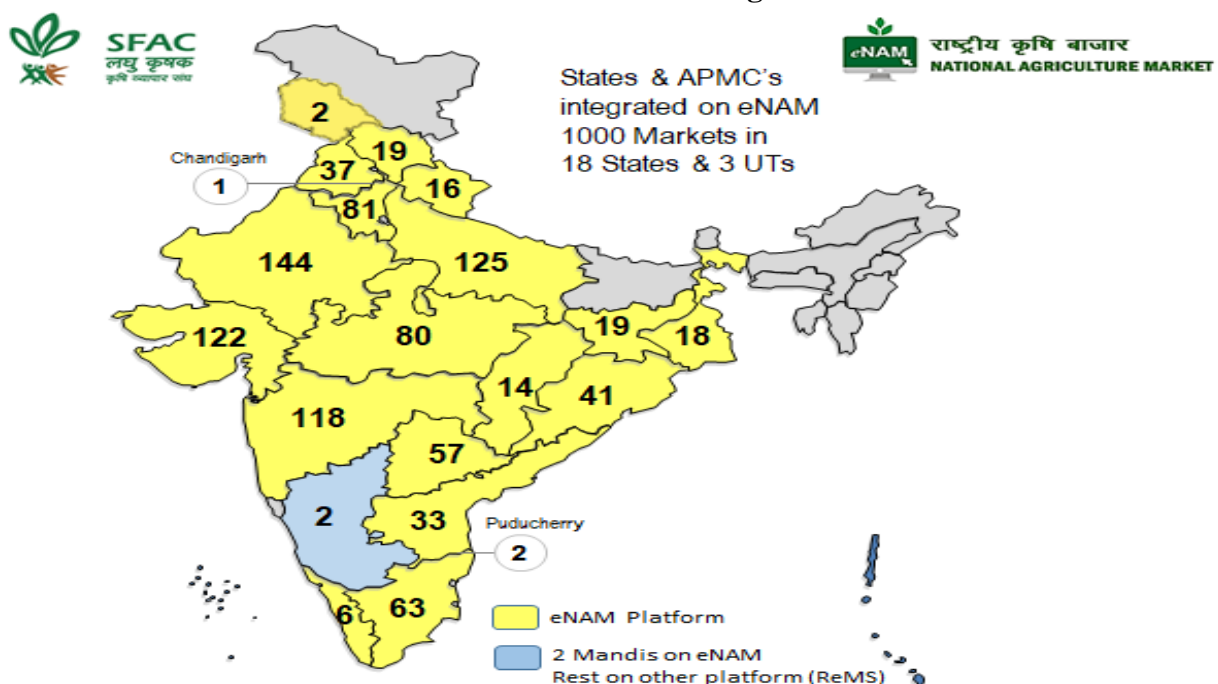 SFAC
लघु कृषक
कृषि व्यापार संघ
eNAM
राष्ट्रीय कृषि बाजार
NATIONAL AGRICULTURE MARKET
States & APMC's
integrated on eNAM
1000 Markets in
18 States & 3 UTs
2
19
Chandigarh
1
37
16
81
144
125
122
80
19
18
14
41
118
57
2
33
Puducherry
2
6
63
eNAM Platform
2 Mandis on eNAM
Rest on other platform (ReMS)